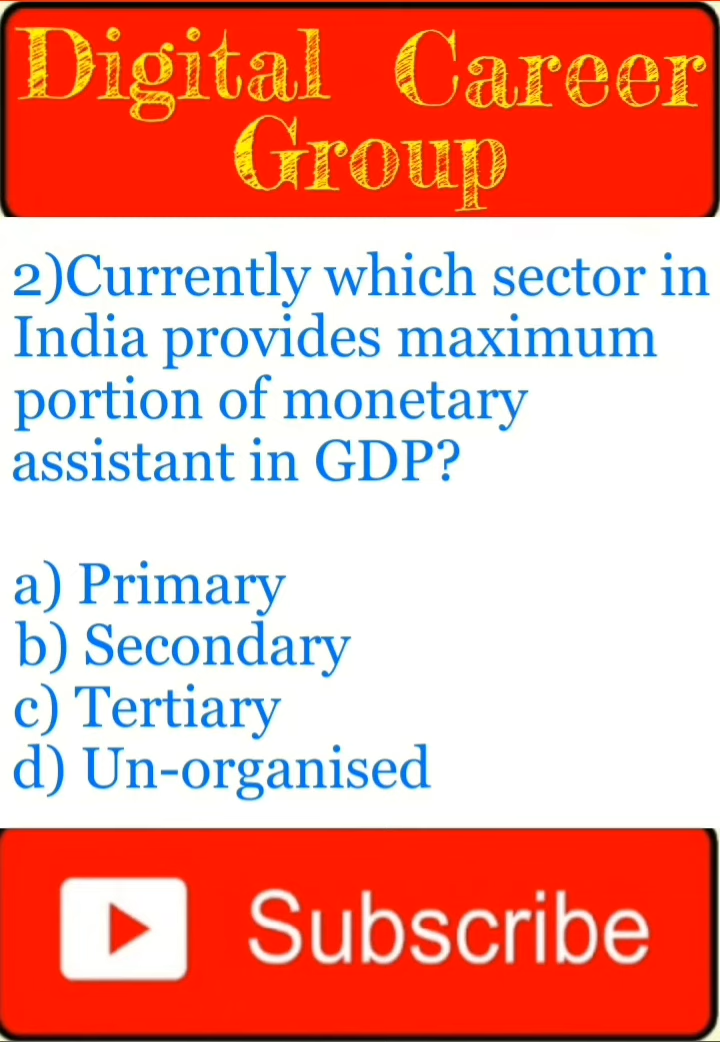 Digital Career
Group
2)Currently which sector in
India provides maximum
portion of monetary
assistant in GDP?
a) Primary
b) Secondary
c) Tertiary
d) Un-organised
Subscribe